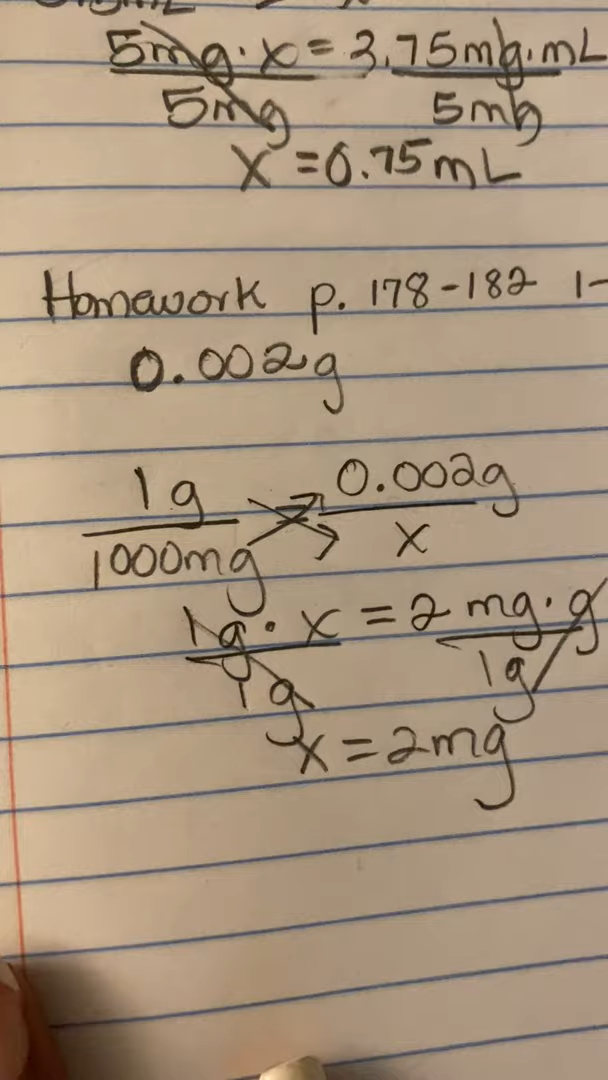 5mg · x = 3.75mg·mL
5mg 5mg
x = 0.75mL
Homework p. 178-182 1-
0.002g
1g 0.002g
1000mg x
1g · x = 2 mg·g
1g 1g
x = 2mg